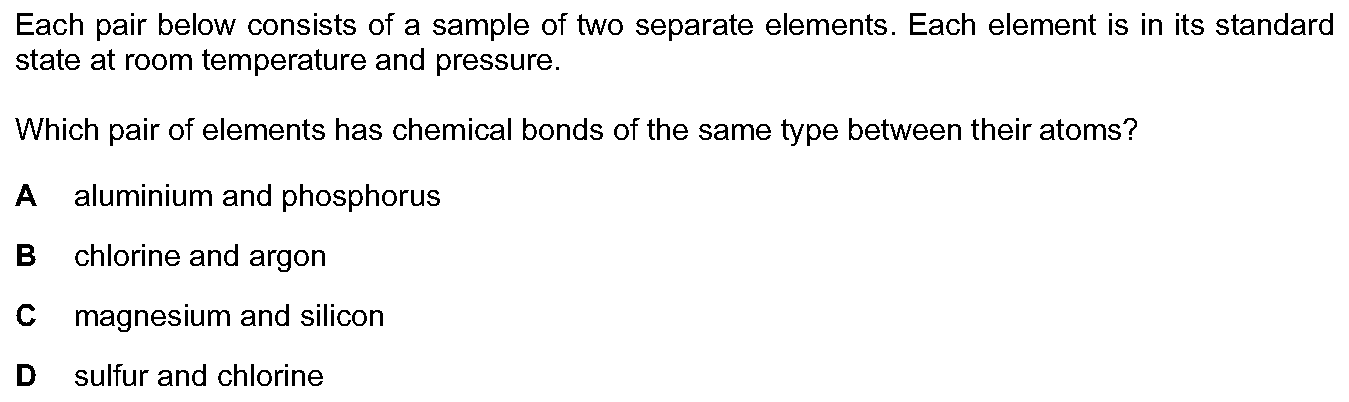 Each pair below consists of a sample of two separate elements. Each element is in its standard
state at room temperature and pressure.
Which pair of elements has chemical bonds of the same type between their atoms?
A aluminium and phosphorus
B chlorine and argon
C magnesium and silicon
D sulfur and chlorine